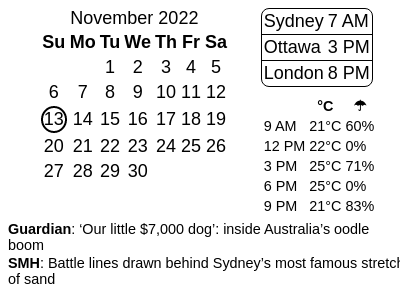 November 2022
Su Mo Tu We Th Fr Sa
1 2 3 4 5
6 7 8 9 10 11 12
13 14 15 16 17 18 19
20 21 22 23 24 25 26
27 28 29 30
Sydney 7 AM
Ottawa 3 PM
London 8 PM
°C ☂
9 AM 21°C 60%
12 PM 22°C 0%
3 PM 25°C 71%
6 PM 25°C 0%
9 PM 21°C 83%
Guardian: ‘Our little $7,000 dog’: inside Australia’s oodle
boom
SMH: Battle lines drawn behind Sydney’s most famous stretch
of sand